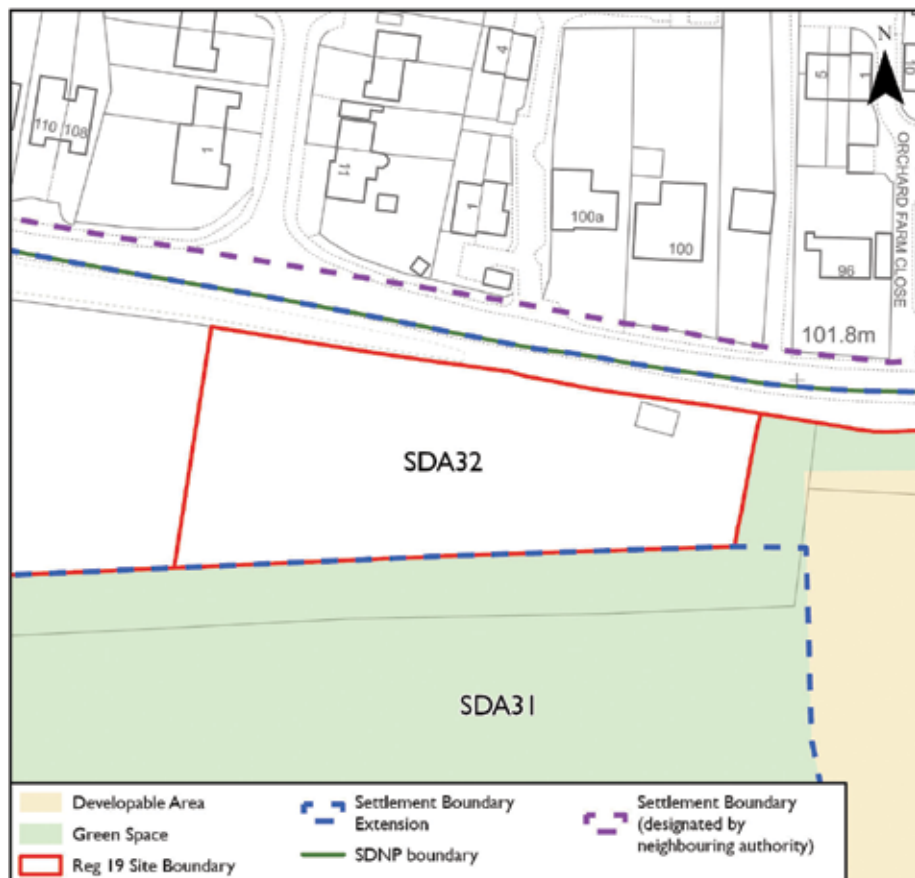 N
4
5
1
10
110
108
1
11
1
100a
100
96
ORCHARD FARM CLOSE
101.8m
SDA32
SDA31
Developable Area
Green Space
Reg 19 Site Boundary
Settlement Boundary
Extension
SDNP boundary
Settlement Boundary
(designated by
neighbouring authority)